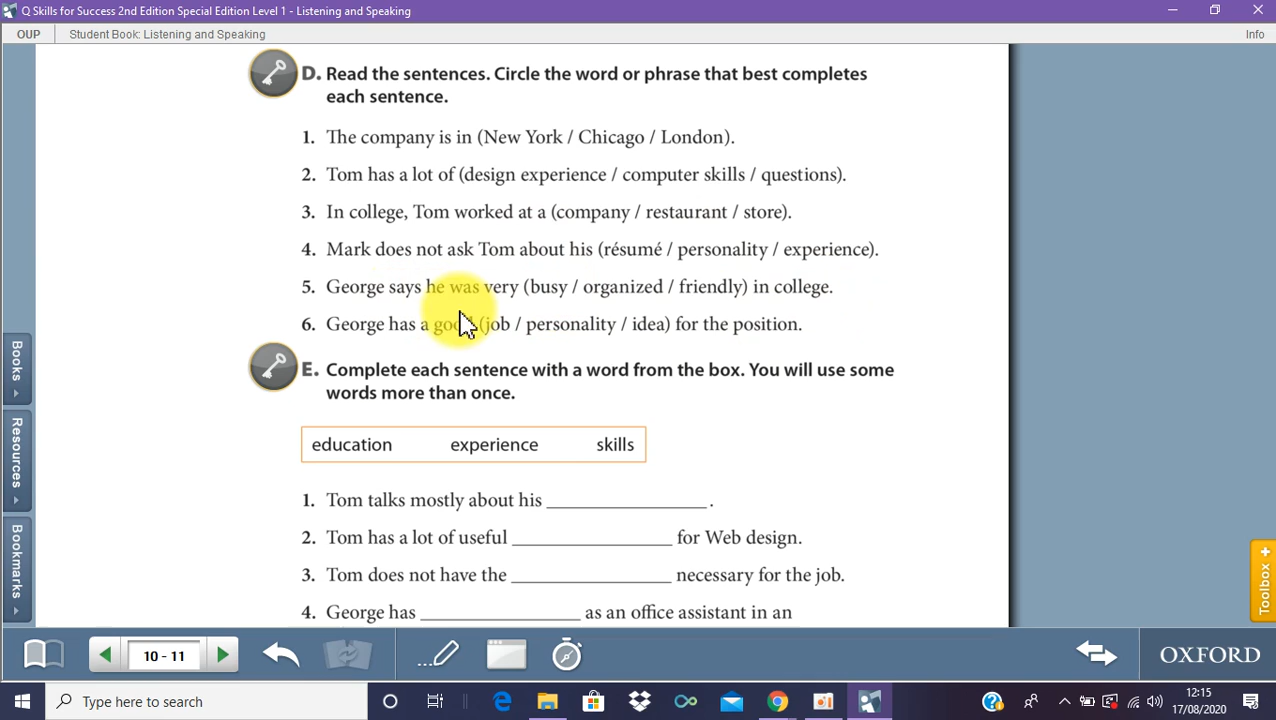 Q Skills for Success 2nd Edition Special Edition Level 1 - Listening and Speaking
OUP Student Book: Listening and Speaking Info
D. Read the sentences. Circle the word or phrase that best completes
each sentence.
1. The company is in (New York / Chicago / London).
2. Tom has a lot of (design experience / computer skills / questions).
3. In college, Tom worked at a (company / restaurant / store).
4. Mark does not ask Tom about his (résumé / personality / experience).
5. George says he was very (busy / organized / friendly) in college.
6. George has a good (job / personality / idea) for the position.
E. Complete each sentence with a word from the box. You will use some
words more than once.
education experience skills
1. Tom talks mostly about his ________________.
2. Tom has a lot of useful ________________ for Web design.
3. Tom does not have the ________________ necessary for the job.
4. George has ________________ as an office assistant in an
Books
Resources
Bookmarks
Toolbox +
10 - 11
OXFORD
Type here to search
12:15
17/08/2020